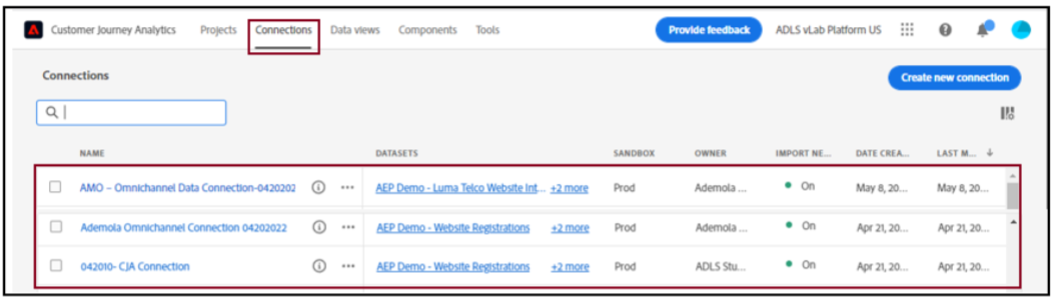 Customer Journey Analytics Projects Connections Data views Components Tools Provide feedback ADLS vLab Platform US
Connections Create new connection
NAME DATASETS SANDBOX OWNER IMPORT NE... DATE CREA... LAST M...
AMO – Omnichannel Data Connection-0420202 AEP Demo - Luma Telco Website Int... +2 more Prod Ademola ... On May 8, 20... May 8, 20...
Ademola Omnichannel Connection 04202022 AEP Demo - Website Registrations +2 more Prod Ademola ... On Apr 21, 20... Apr 21, 20...
042010- CJA Connection AEP Demo - Website Registrations +2 more Prod ADLS Stu... On Apr 21, 20... Apr 21, 20...